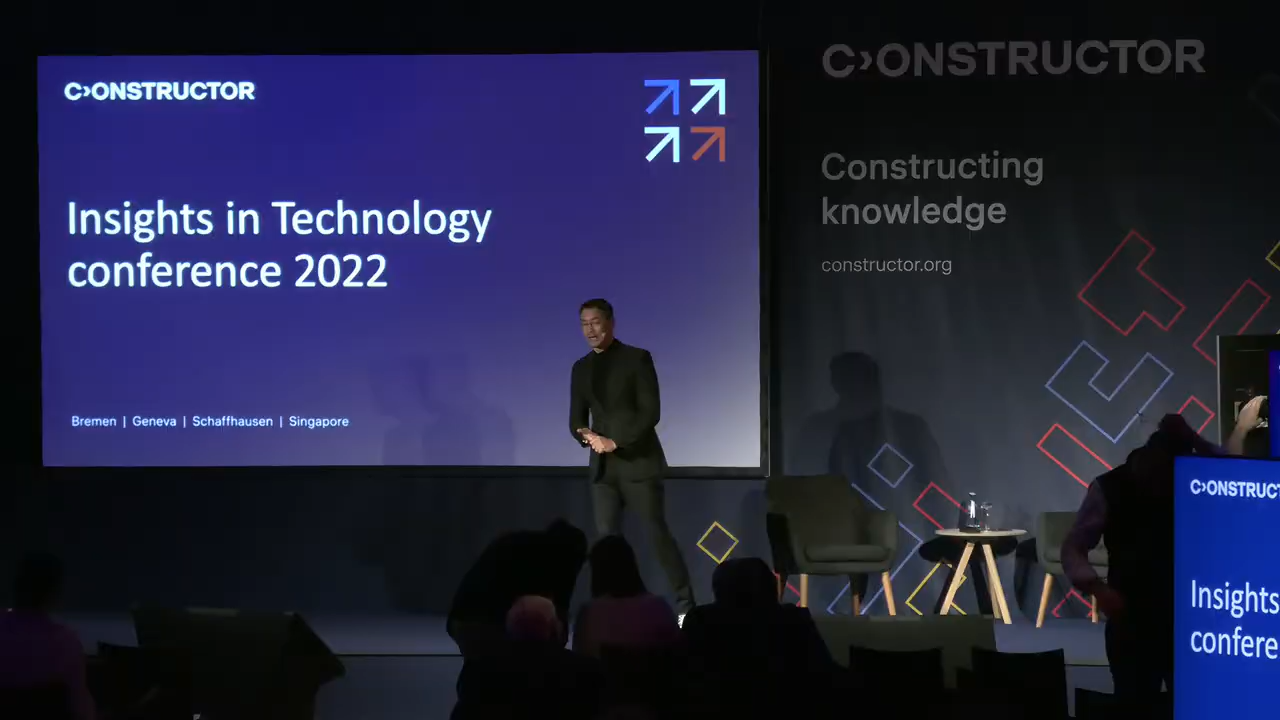 C›ONSTRUCTOR
Insights in Technology
conference 2022
Bremen | Geneva | Schaffhausen | Singapore
C›ONSTRUCTOR
Constructing
knowledge
constructor.org
C›ONSTRUCT
Insights
confere